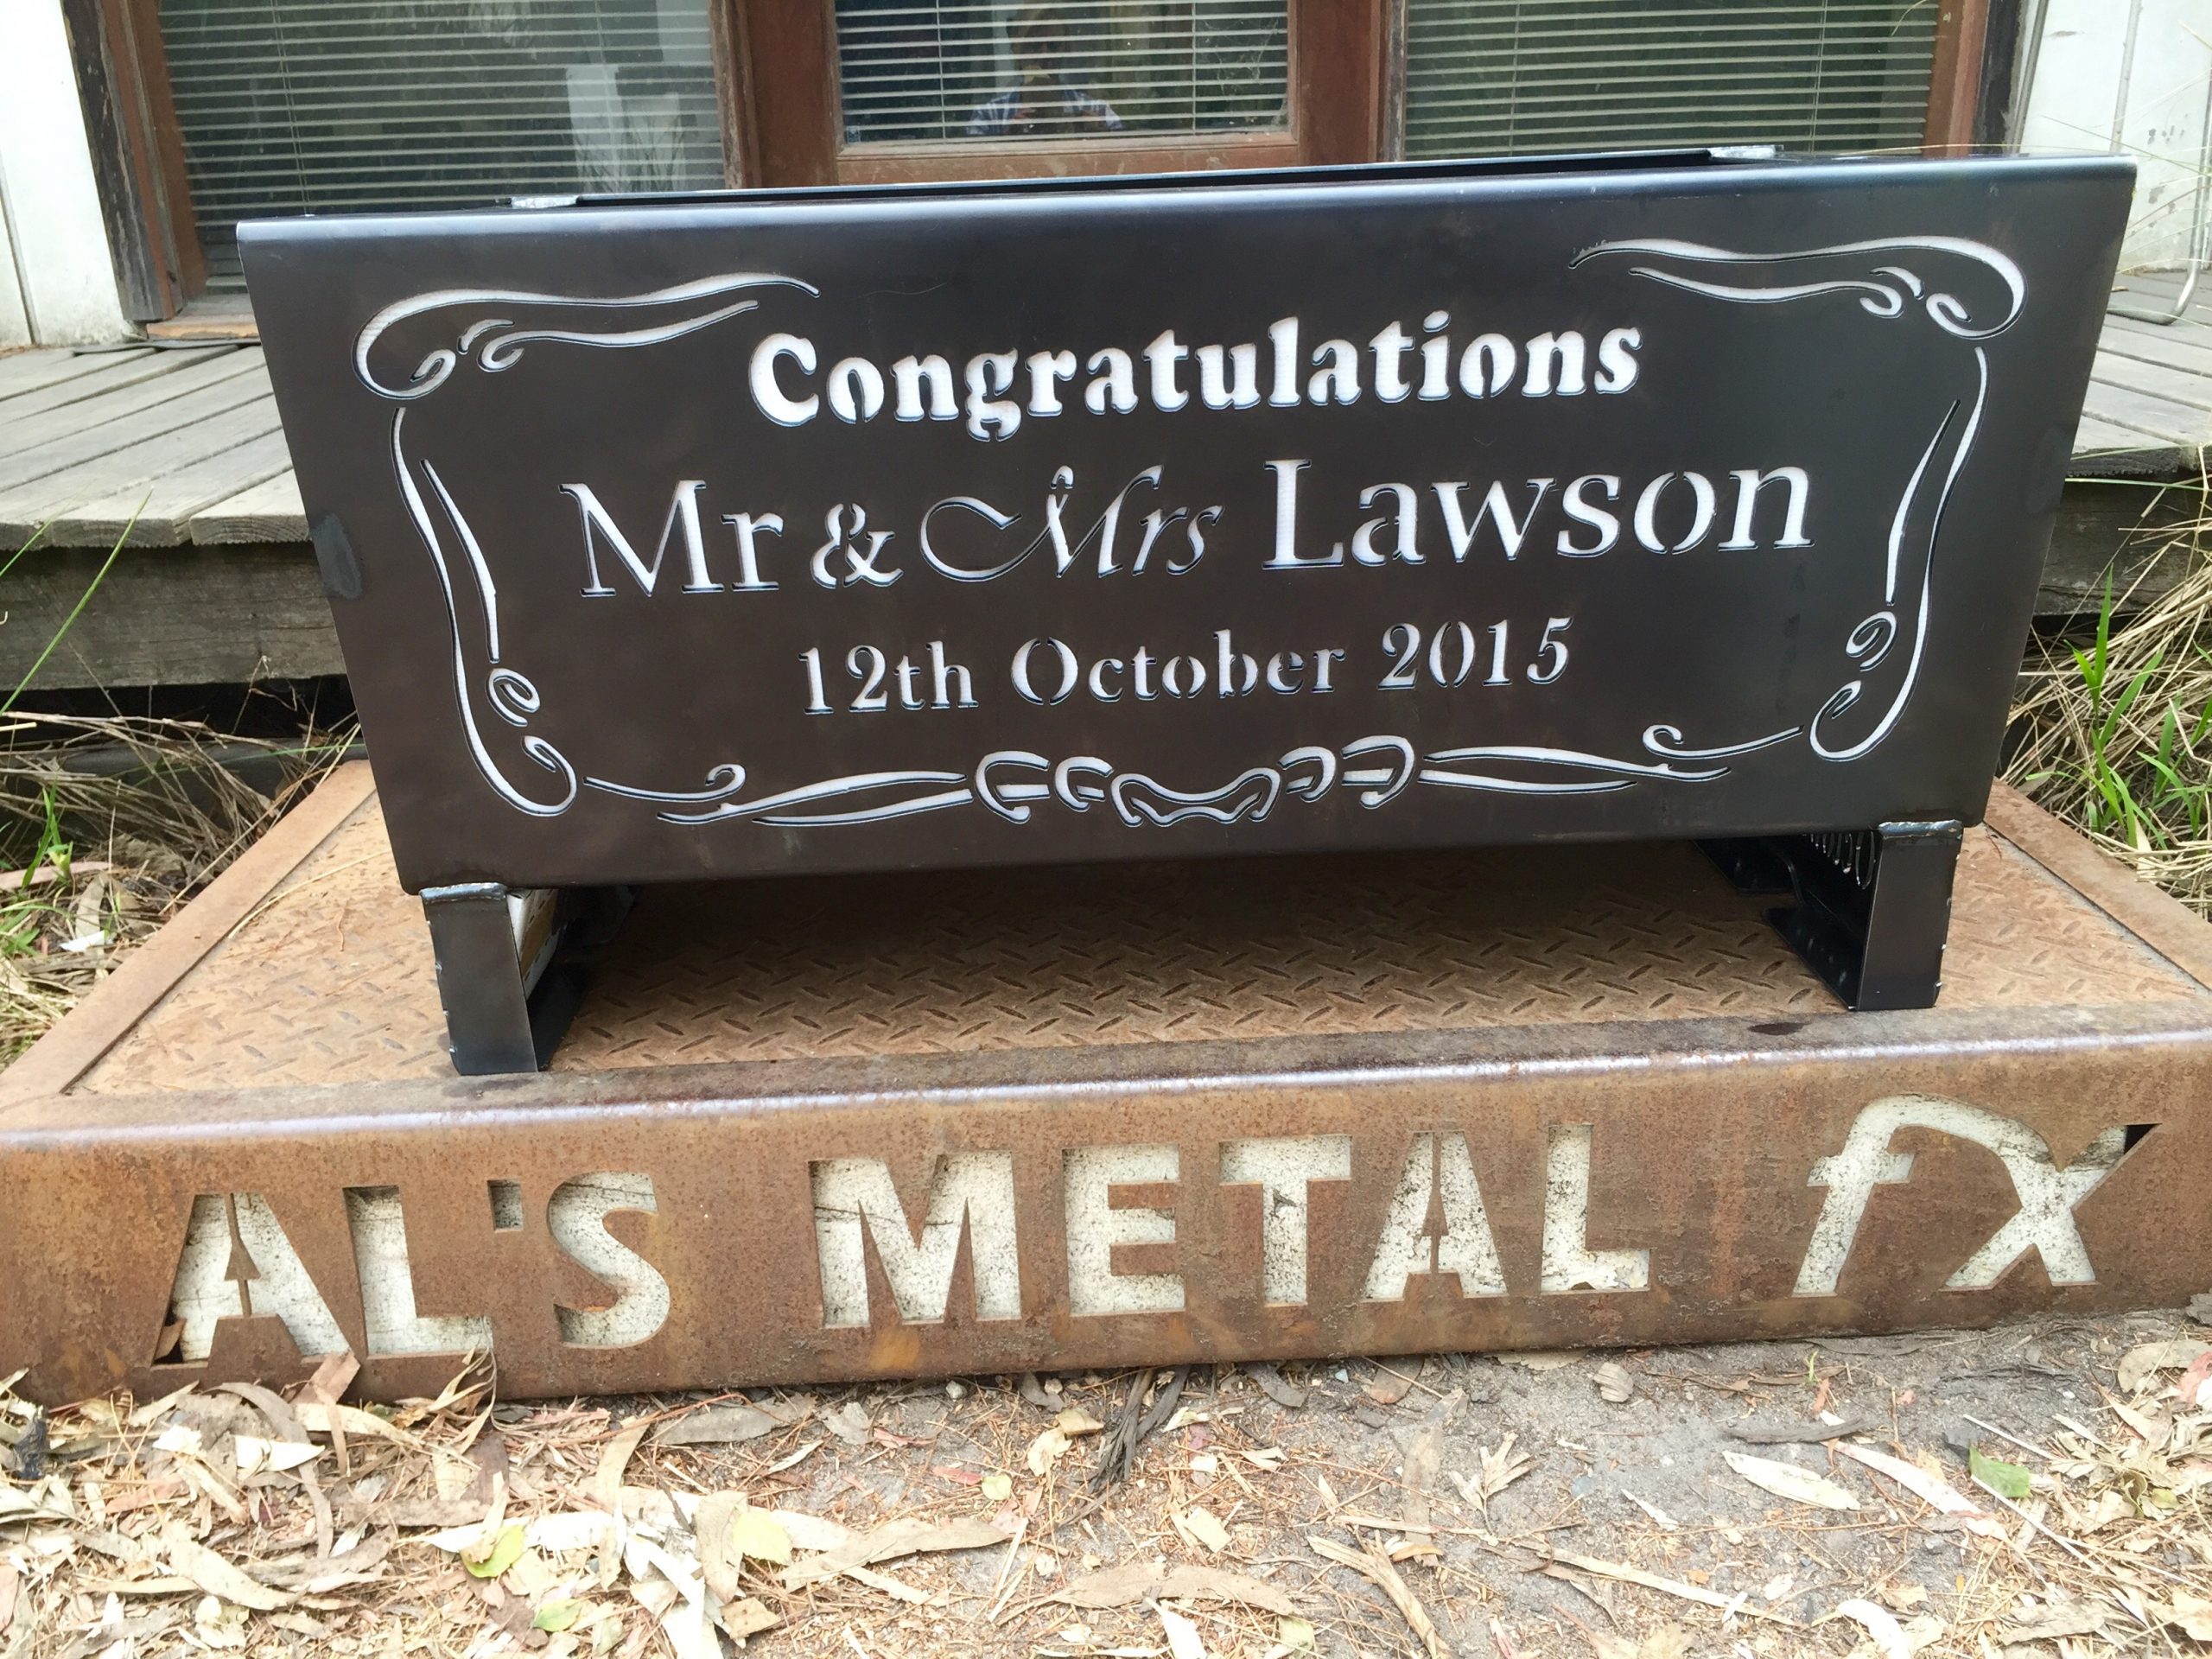 Congratulations
Mr & Mrs Lawson
12th October 2015
AL'S METAL fx